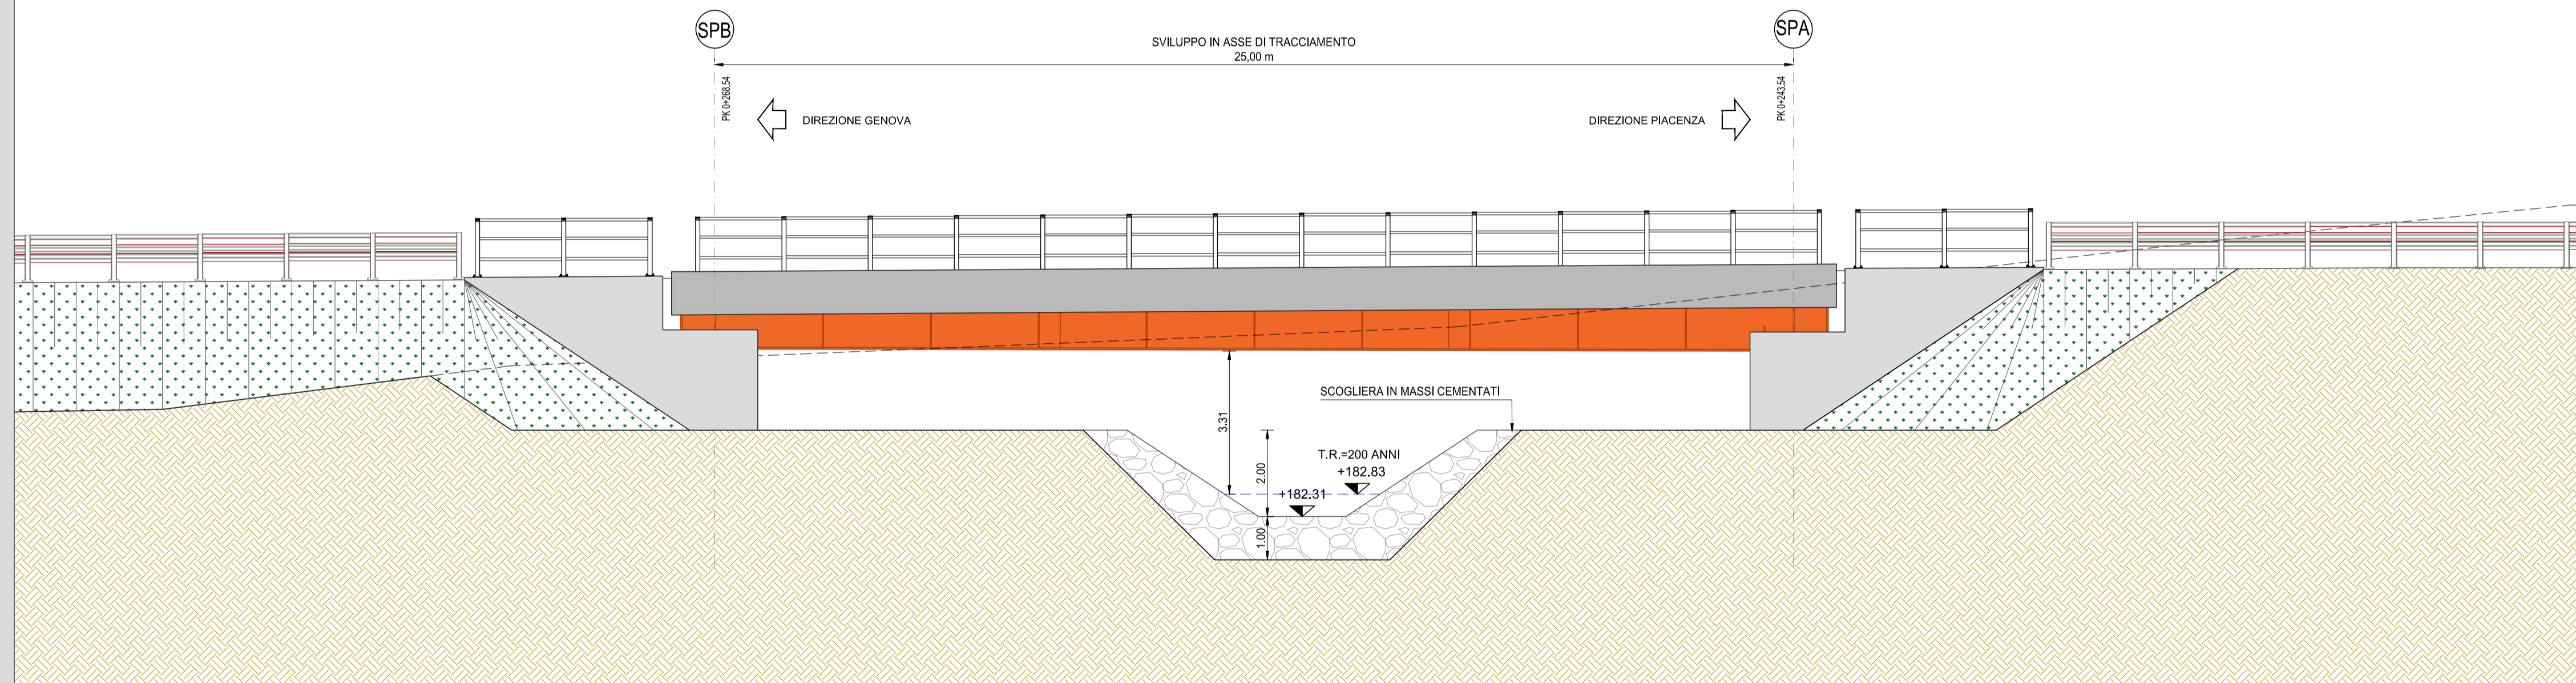 SPB
SPA
SVILUPPO IN ASSE DI TRACCIAMENTO
25,00 m
PK 0+268.54
PK 0+243.54
DIREZIONE GENOVA
DIREZIONE PIACENZA
SCOGLIERA IN MASSI CEMENTATI
3.31
2.00
T.R.=200 ANNI
+182.83
+182.31
1.00